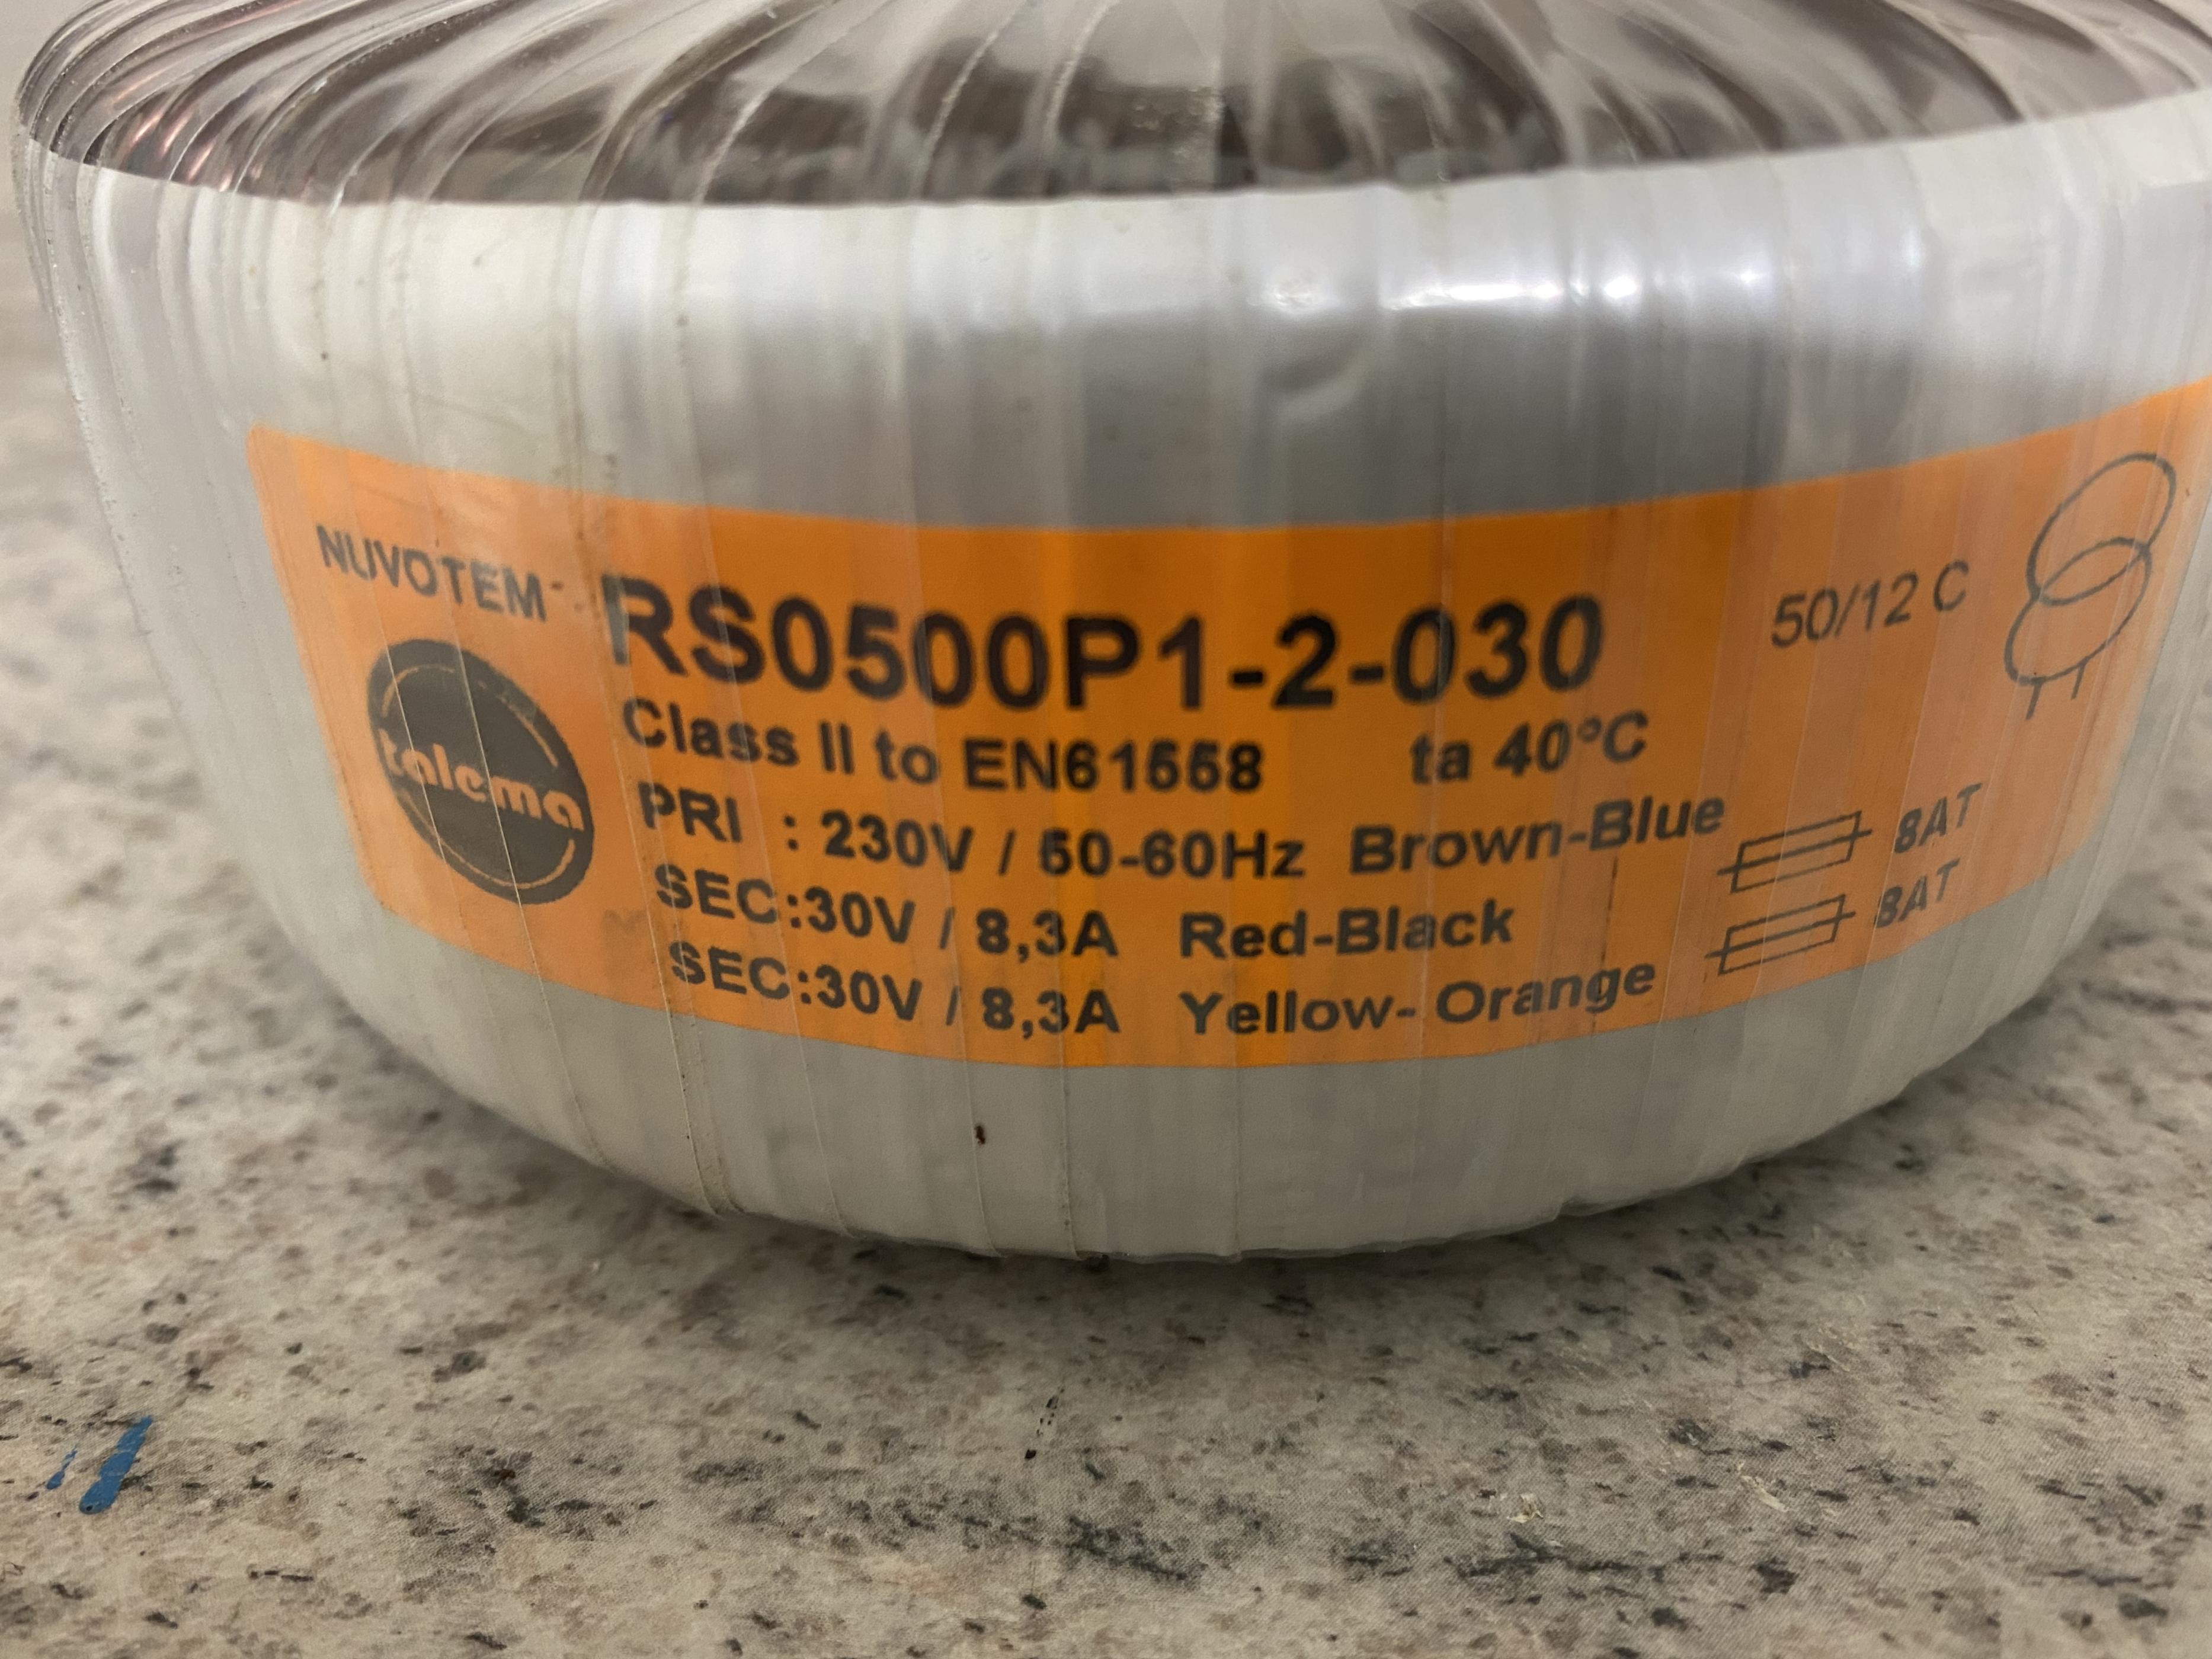 NUVOTEM
talema
RS0500P1-2-030
50/12 C
Class II to EN61558 ta 40°C
PRI : 230V / 50-60Hz Brown-Blue
SEC:30V / 8,3A Red-Black 8AT
SEC:30V / 8,3A Yellow- Orange 8AT